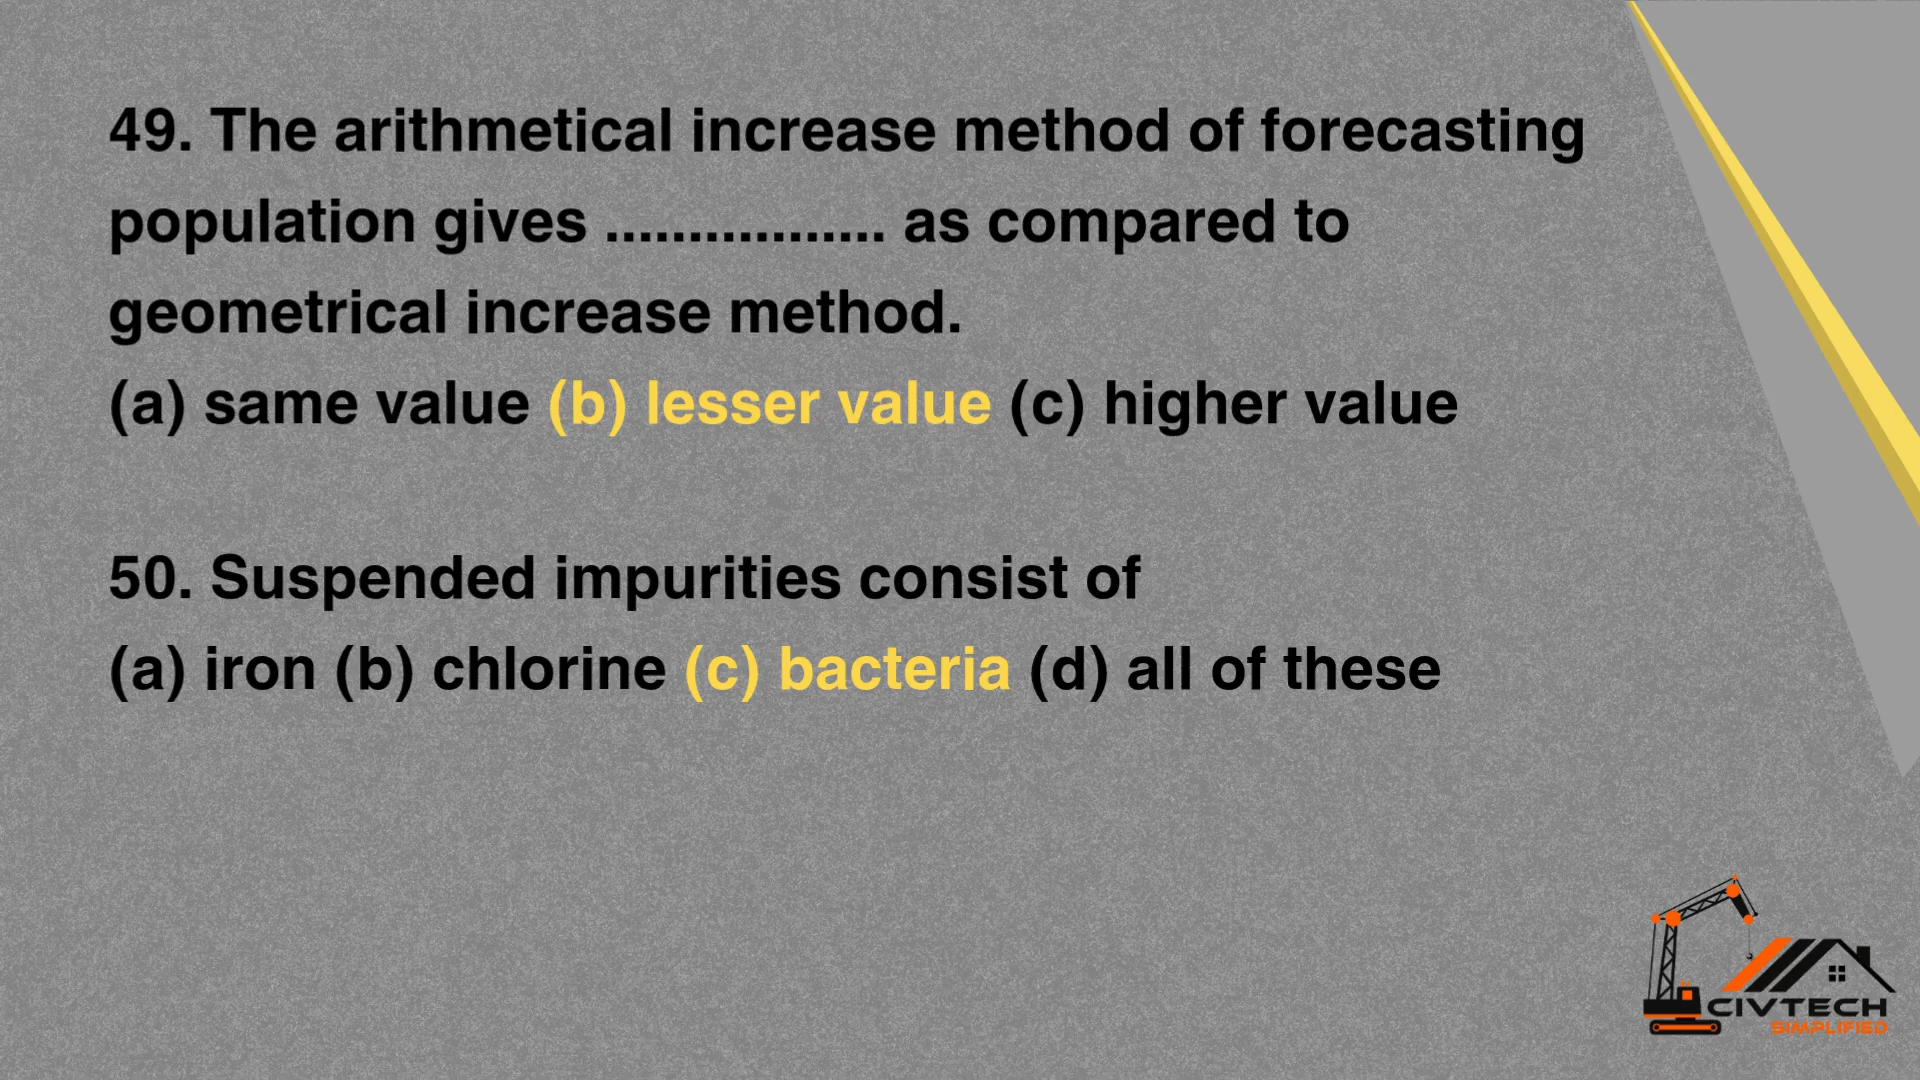 49. The arithmetical increase method of forecasting
population gives ................. as compared to
geometrical increase method.
(a) same value (b) lesser value (c) higher value
50. Suspended impurities consist of
(a) iron (b) chlorine (c) bacteria (d) all of these
CIVTECH
SIMPLIFIED